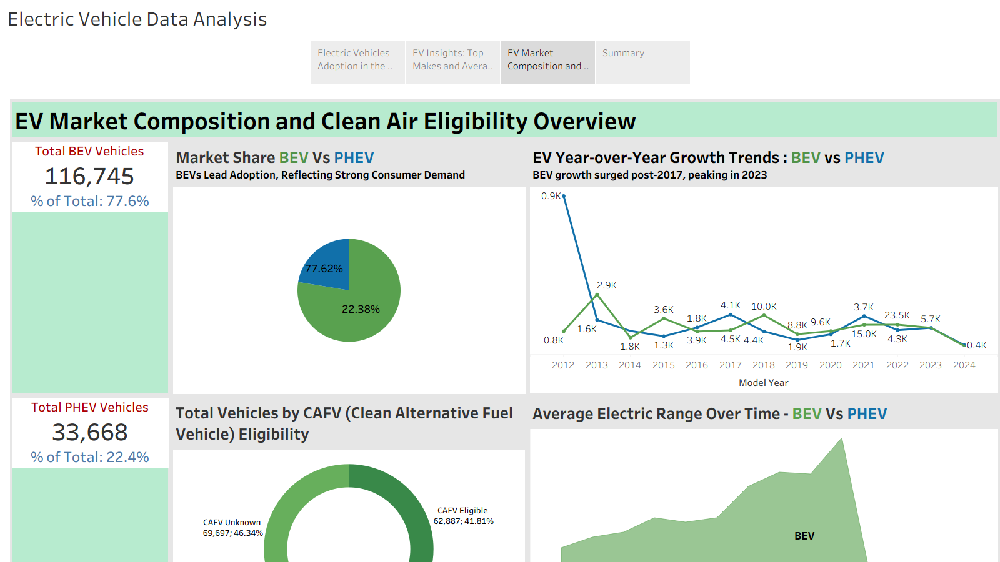 Electric Vehicle Data Analysis
Electric Vehicles
Adoption in the ..
EV Insights: Top
Makes and Avera..
EV Market
Composition and ..
Summary
EV Market Composition and Clean Air Eligibility Overview
Total BEV Vehicles
116,745
% of Total: 77.6%
Market Share BEV Vs PHEV
BEVs Lead Adoption, Reflecting Strong Consumer Demand
77.62%
22.38%
EV Year-over-Year Growth Trends : BEV vs PHEV
BEV growth surged post-2017, peaking in 2023
0.9K
2.9K
1.6K
0.8K
1.8K
3.6K
1.3K
1.8K
3.9K
4.1K
4.5K
10.0K
4.4K
8.8K
1.9K
9.6K
1.7K
3.7K
15.0K
23.5K
4.3K
5.7K
0.4K
2012 2013 2014 2015 2016 2017 2018 2019 2020 2021 2022 2023 2024
Model Year
Total PHEV Vehicles
33,668
% of Total: 22.4%
Total Vehicles by CAFV (Clean Alternative Fuel
Vehicle) Eligibility
CAFV Unknown
69,697; 46.34%
CAFV Eligible
62,887; 41.81%
Average Electric Range Over Time - BEV Vs PHEV
BEV